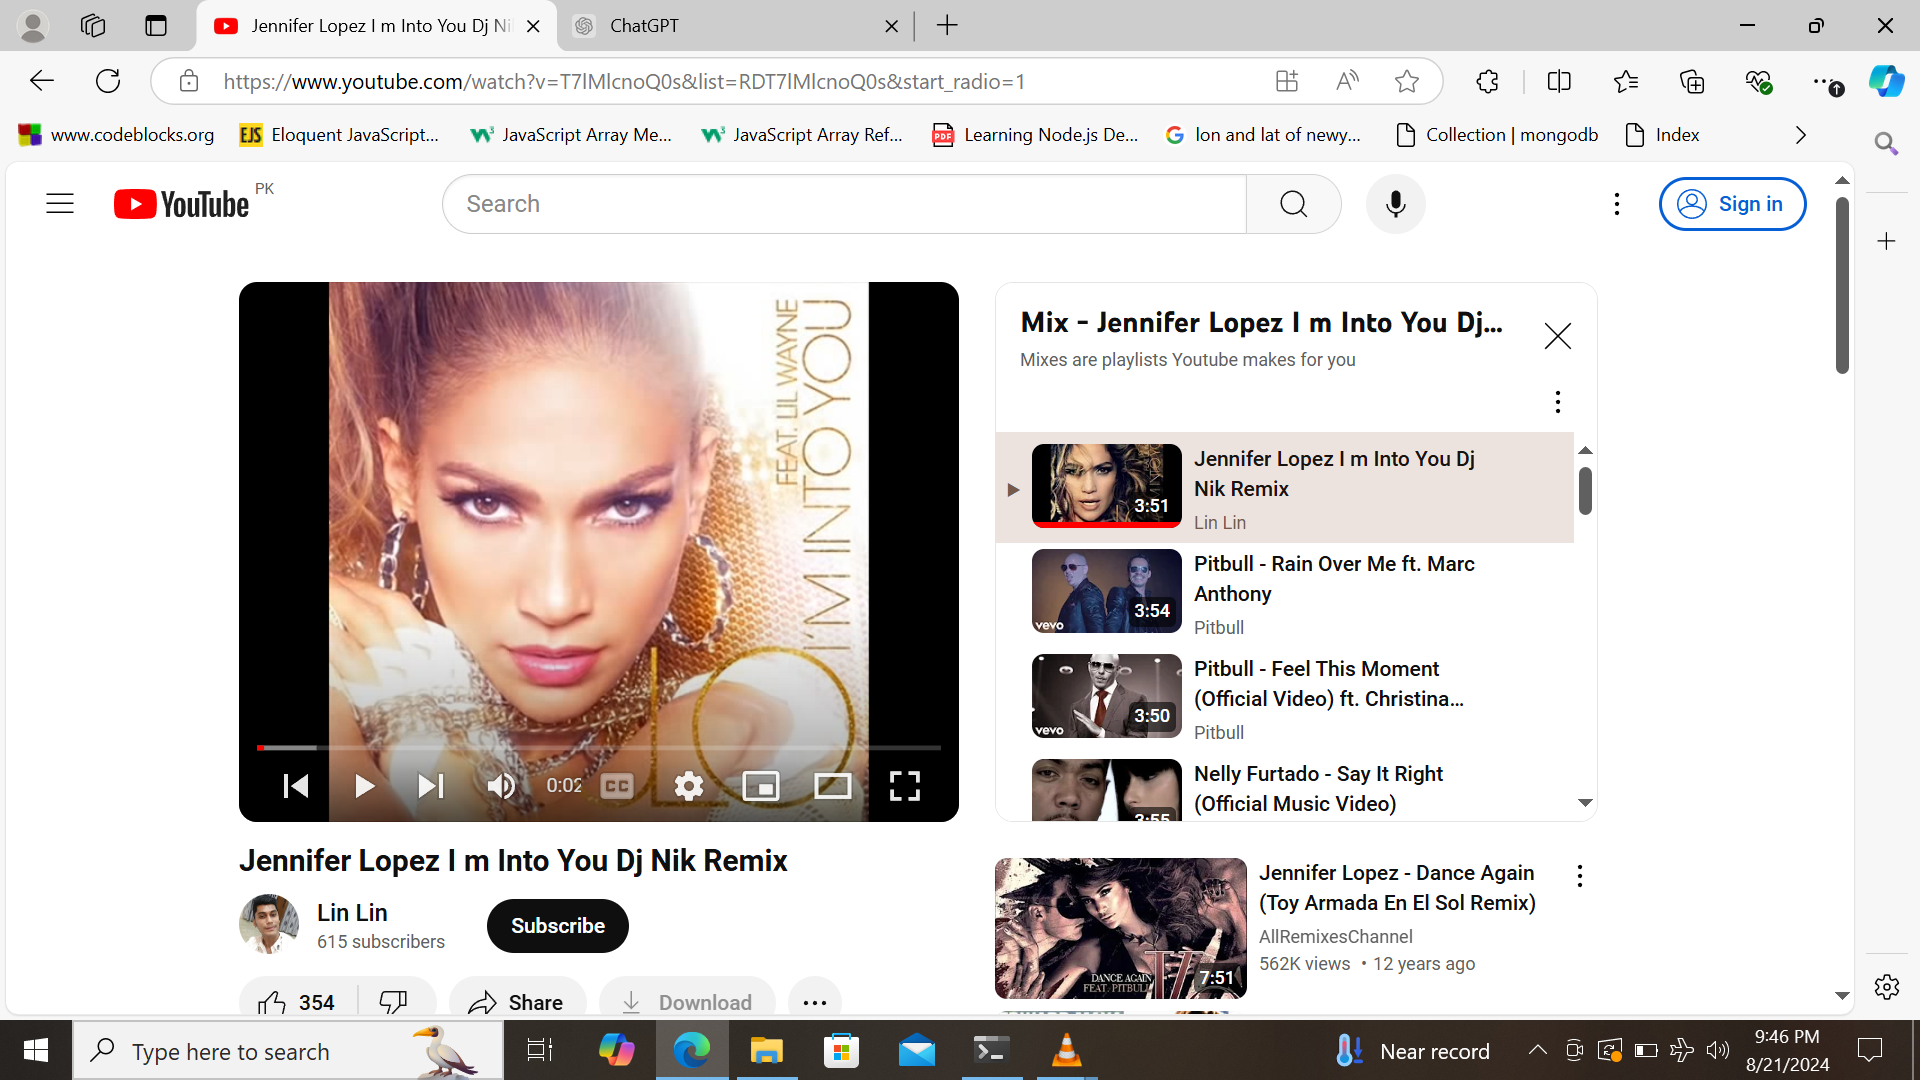 Jennifer Lopez I m Into You Dj Ni
ChatGPT
https://www.youtube.com/watch?v=T7lMlcnoQ0s&list=RDT7lMlcnoQ0s&start_radio=1
www.codeblocks.org
EJS Eloquent JavaScript...
JavaScript Array Me...
JavaScript Array Ref...
PDF Learning Node.js De...
lon and lat of newy...
Collection | mongodb
Index
YouTube PK
Search
Sign in
FEAT. LIL WAYNE
I'M INTO YOU
LO
0:02
CC
Mix - Jennifer Lopez I m Into You Dj...
Mixes are playlists Youtube makes for you
3:51
Jennifer Lopez I m Into You Dj
Nik Remix
Lin Lin
vevo
3:54
Pitbull - Rain Over Me ft. Marc
Anthony
Pitbull
vevo
3:50
Pitbull - Feel This Moment
(Official Video) ft. Christina...
Pitbull
3:55
Nelly Furtado - Say It Right
(Official Music Video)
Jennifer Lopez I m Into You Dj Nik Remix
Lin Lin
615 subscribers
Subscribe
354
Share
Download
DANCE AGAIN
FEAT. PITBULL
7:51
Jennifer Lopez - Dance Again
(Toy Armada En El Sol Remix)
AllRemixesChannel
562K views • 12 years ago
Type here to search
Near record
9:46 PM
8/21/2024